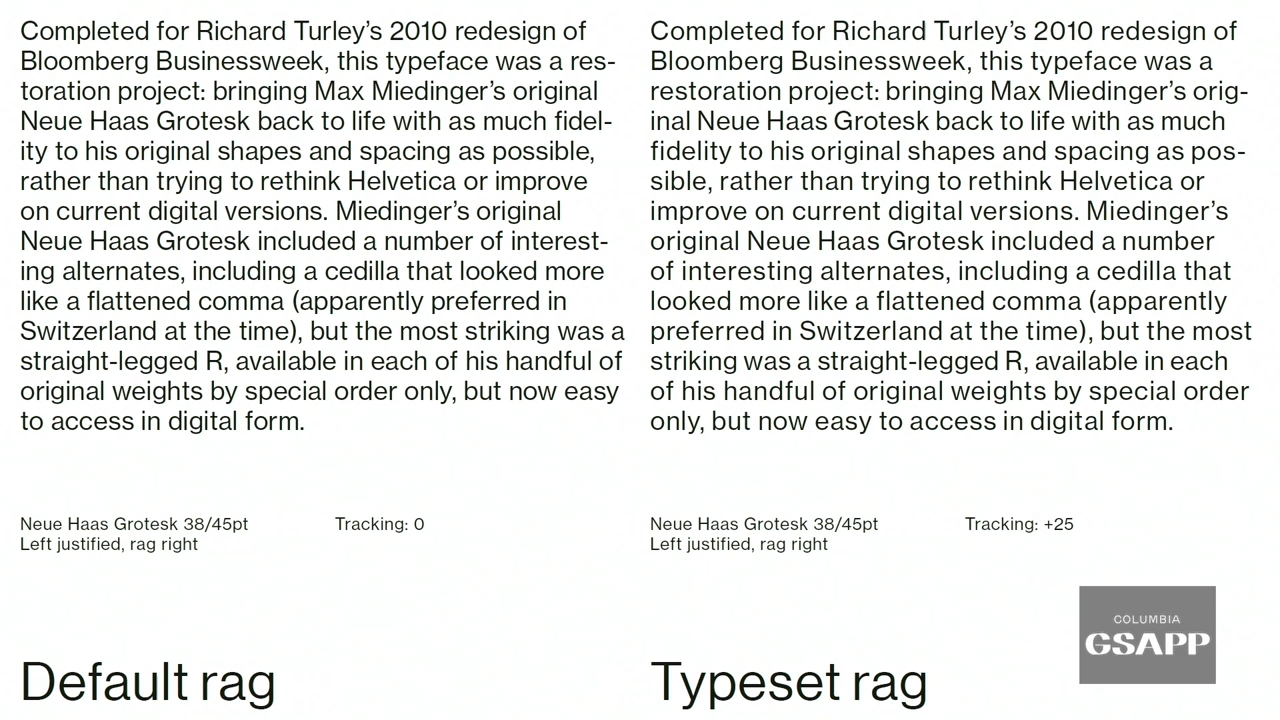 Completed for Richard Turley’s 2010 redesign of
Bloomberg Businessweek, this typeface was a res-
toration project: bringing Max Miedinger’s original
Neue Haas Grotesk back to life with as much fidel-
ity to his original shapes and spacing as possible,
rather than trying to rethink Helvetica or improve
on current digital versions. Miedinger’s original
Neue Haas Grotesk included a number of interest-
ing alternates, including a cedilla that looked more
like a flattened comma (apparently preferred in
Switzerland at the time), but the most striking was a
straight-legged R, available in each of his handful of
original weights by special order only, but now easy
to access in digital form.
Neue Haas Grotesk 38/45pt
Left justified, rag right
Tracking: 0
Default rag
Completed for Richard Turley’s 2010 redesign of
Bloomberg Businessweek, this typeface was a
restoration project: bringing Max Miedinger’s orig-
inal Neue Haas Grotesk back to life with as much
fidelity to his original shapes and spacing as pos-
sible, rather than trying to rethink Helvetica or
improve on current digital versions. Miedinger’s
original Neue Haas Grotesk included a number
of interesting alternates, including a cedilla that
looked more like a flattened comma (apparently
preferred in Switzerland at the time), but the most
striking was a straight-legged R, available in each
of his handful of original weights by special order
only, but now easy to access in digital form.
Neue Haas Grotesk 38/45pt
Left justified, rag right
Tracking: +25
Typeset rag
COLUMBIA
GSAPP